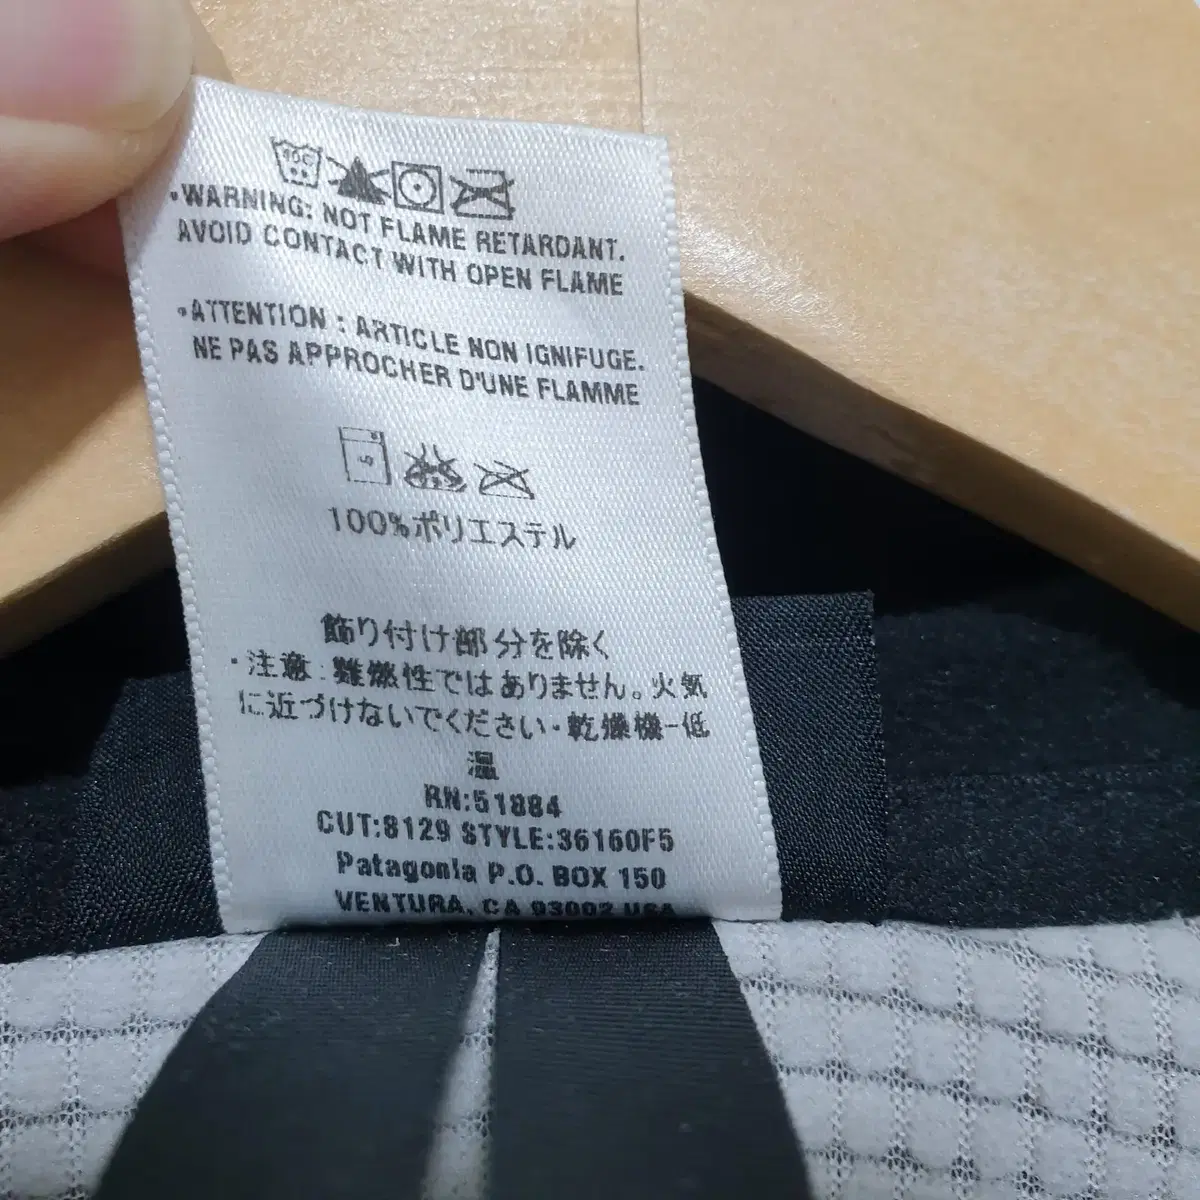 40C
•WARNING: NOT FLAME RETARDANT.
AVOID CONTACT WITH OPEN FLAME
•ATTENTION : ARTICLE NON IGNIFUGE.
NE PAS APPROCHER D'UNE FLAMME
100%ポリエステル
飾り付け部分を除く
・注意：難燃性ではありません。火気
に近づけないでください・乾燥機-低
温
RN:51884
CUT:8129 STYLE:36160F5
Patagonia P.O. BOX 150
VENTURA, CA 93002 USA